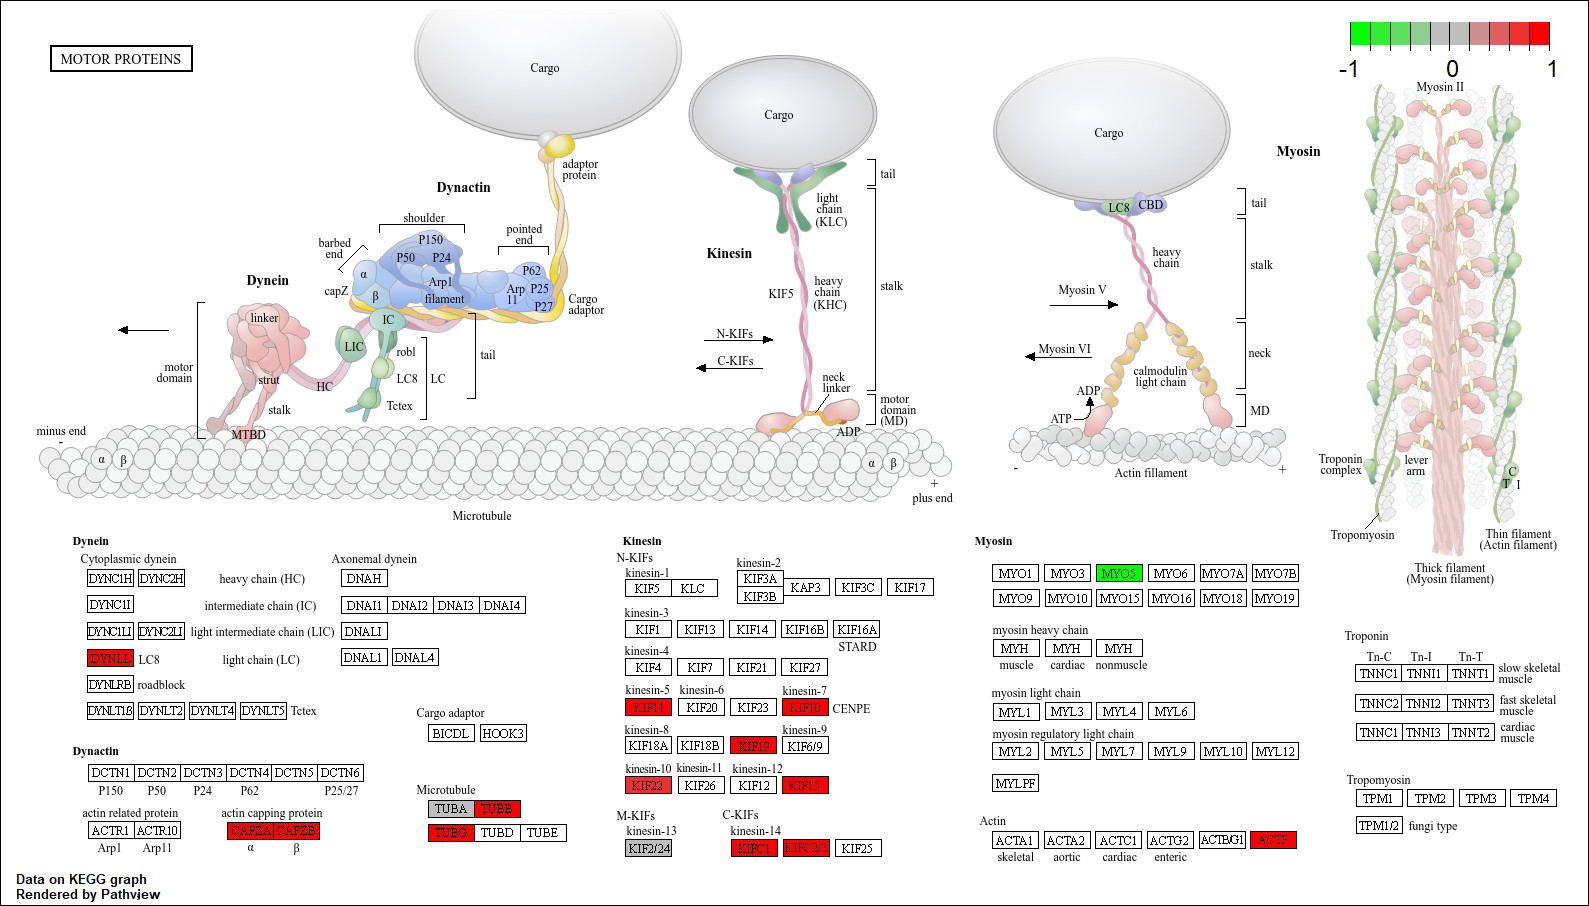 MOTOR PROTEINS
-1 0 1
Cargo
adaptor
protein
Dynactin
shoulder
barbed
end
pointed
end
P150
P50 P24
α
β
capZ
Arp1
filament
Arp
11
P62
P25
P27
Cargo
adaptor
Dynein
linker
motor
domain
strut
stalk
HC
LIC
IC
robl
LC8
LC
Tctex
tail
MTBD
minus end
-
α β
α β
+
plus end
Microtubule
Cargo
tail
light
chain
(KLC)
Kinesin
KIF5
heavy
chain
(KHC)
stalk
N-KIFs
C-KIFs
neck
linker
motor
domain
(MD)
ADP
Cargo
Myosin
LC8 CBD
tail
heavy
chain
stalk
Myosin V
Myosin VI
neck
calmodulin
light chain
ADP
ATP
MD
-
+
Actin fillament
Myosin II
Troponin
complex
lever
arm
C
T I
Tropomyosin
Thin filament
(Actin filament)
Thick filament
(Myosin filament)
Dynein
Cytoplasmic dynein
Axonemal dynein
DYNC1H DYNC2H heavy chain (HC) DNAH
DYNC1I intermediate chain (IC) DNAI1 DNAI2 DNAI3 DNAI4
DYNC1LI DYNC2LI light intermediate chain (LIC) DNALI
DYNLL LC8 light chain (LC) DNAL1 DNAL4
DYNLRB roadblock
DYNLT1/3 DYNLT2 DYNLT4 DYNLT5 Tctex
Cargo adaptor
BICDL HOOK3
Dynactin
DCTN1 DCTN2 DCTN3 DCTN4 DCTN5 DCTN6
P150 P50 P24 P62 P25/27
actin related protein
ACTR1 ACTR10
Arp1 Arp11
actin capping protein
CAPZA CAPZB
α β
Microtubule
TUBA TUBB
TUBG TUBD TUBE
Kinesin
N-KIFs
kinesin-1
KIF5 KLC
kinesin-2
KIF3A
KIF3B
KAP3 KIF3C KIF17
kinesin-3
KIF1 KIF13 KIF14 KIF16B KIF16A
STARD
kinesin-4
KIF4 KIF7 KIF21 KIF27
kinesin-5 kinesin-6 kinesin-7
KIF11 KIF20 KIF23 KIF10 CENPE
kinesin-8 kinesin-9
KIF18A KIF18B KIF19 KIF6/9
kinesin-10 kinesin-11 kinesin-12
KIF22 KIF26 KIF12 KIF15
M-KIFs C-KIFs
kinesin-13 kinesin-14
KIF2/24 KIFC1 KIFC2/3 KIF25
Myosin
MYO1 MYO3 MYO5 MYO6 MYO7A MYO7B
MYO9 MYO10 MYO15 MYO16 MYO18 MYO19
myosin heavy chain
MYH MYH MYH
muscle cardiac nonmuscle
myosin light chain
MYL1 MYL3 MYL4 MYL6
myosin regulatory light chain
MYL2 MYL5 MYL7 MYL9 MYL10 MYL12
MYLPF
Actin
ACTA1 ACTA2 ACTC1 ACTG2 ACTB/G1 ACTF
skeletal aortic cardiac enteric
Troponin
Tn-C Tn-I Tn-T
TNNC1 TNNI1 TNNT1 slow skeletal
muscle
TNNC2 TNNI2 TNNT3 fast skeletal
muscle
TNNC1 TNNI3 TNNT2 cardiac
muscle
Tropomyosin
TPM1 TPM2 TPM3 TPM4
TPM1/2 fungi type
Data on KEGG graph
Rendered by Pathview